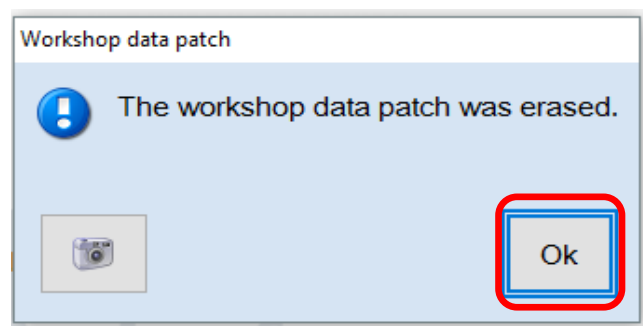 Workshop data patch
The workshop data patch was erased.
Ok